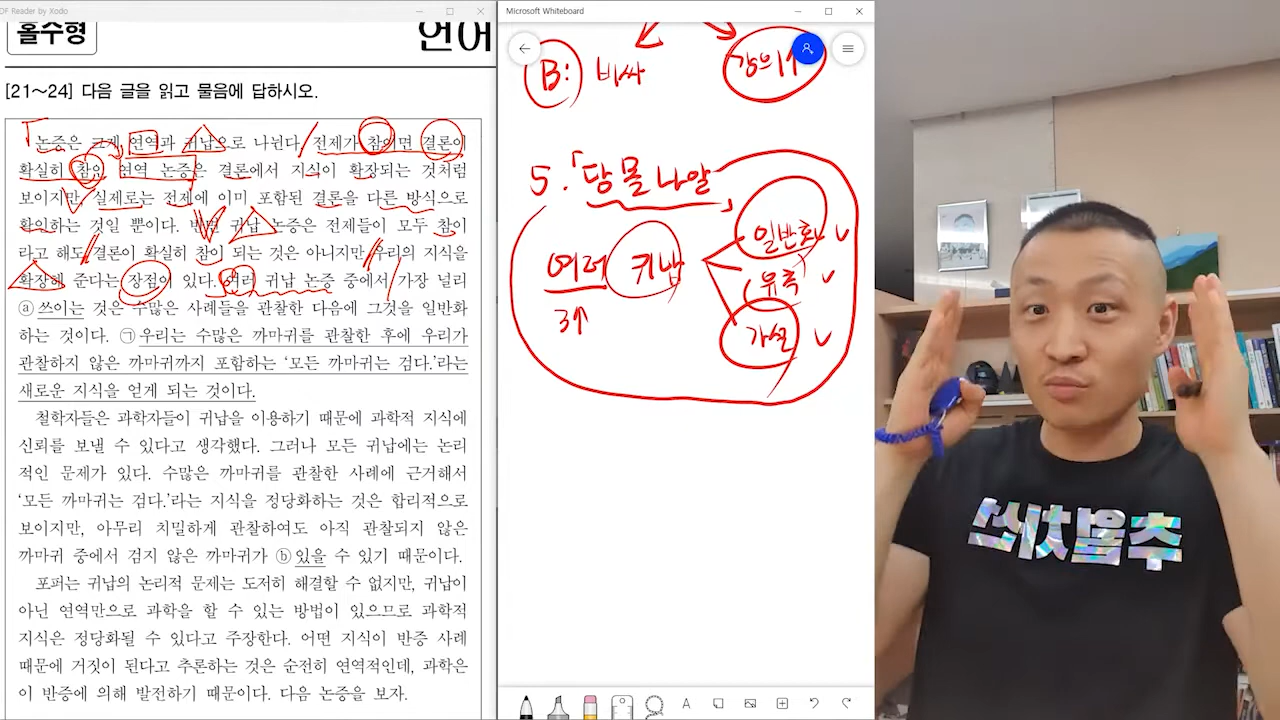 DF Reader by Xodo
홀수형
언어
[21～24] 다음 글을 읽고 물음에 답하시오.
논증은 크게 연역과 귀납으로 나뉜다. 전제가 참이면 결론이
확실히 참인 연역 논증은 결론에서 지식이 확장되는 것처럼
보이지만, 실제로는 전제에 이미 포함된 결론을 다른 방식으로
확인하는 것일 뿐이다. 반면 귀납 논증은 전제들이 모두 참이
라고 해도 결론이 확실히 참이 되는 것은 아니지만 우리의 지식을
확장해 준다는 장점이 있다. 여러 귀납 논증 중에서 가장 널리
ⓐ 쓰이는 것은 수많은 사례들을 관찰한 다음에 그것을 일반화
하는 것이다. ㉠ 우리는 수많은 까마귀를 관찰한 후에 우리가
관찰하지 않은 까마귀까지 포함하는 ‘모든 까마귀는 검다.’라는
새로운 지식을 얻게 되는 것이다.
철학자들은 과학자들이 귀납을 이용하기 때문에 과학적 지식에
신뢰를 보낼 수 있다고 생각했다. 그러나 모든 귀납에는 논리
적인 문제가 있다. 수많은 까마귀를 관찰한 사례에 근거해서
‘모든 까마귀는 검다.’라는 지식을 정당화하는 것은 합리적으로
보이지만, 아무리 치밀하게 관찰하여도 아직 관찰되지 않은
까마귀 중에서 검지 않은 까마귀가 ⓑ 있을 수 있기 때문이다.
포퍼는 귀납의 논리적 문제는 도저히 해결할 수 없지만, 귀납이
아닌 연역만으로 과학을 할 수 있는 방법이 있으므로 과학적
지식은 정당화될 수 있다고 주장한다. 어떤 지식이 반증 사례
때문에 거짓이 된다고 추론하는 것은 순전히 연역적인데, 과학은
이 반증에 의해 발전하기 때문이다. 다음 논증을 보자.
Microsoft Whiteboard
B: 비싸 강의↑
5. 「당몰나알
일반화
여러 귀납
유추
3↑
가설
추울치스